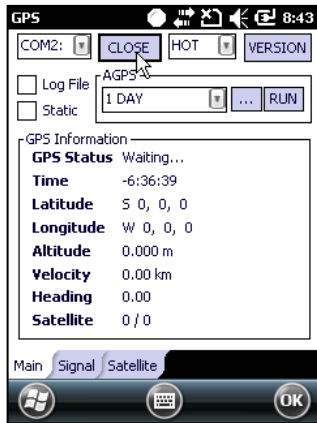 GPS 8:43
COM2: CLOSE HOT VERSION
Log File
Static
AGPS
1 DAY ... RUN
GPS Information
GPS Status Waiting...
Time -6:36:39
Latitude S 0, 0, 0
Longitude W 0, 0, 0
Altitude 0.000 m
Velocity 0.00 km
Heading 0.00
Satellite 0 / 0
Main Signal Satellite
OK